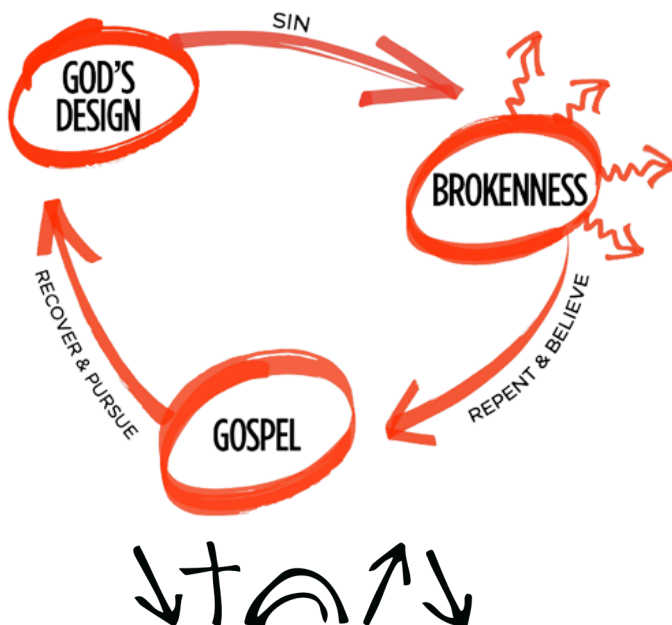 SIN
GOD'S
DESIGN
BROKENNESS
REPENT & BELIEVE
GOSPEL
RECOVER & PURSUE